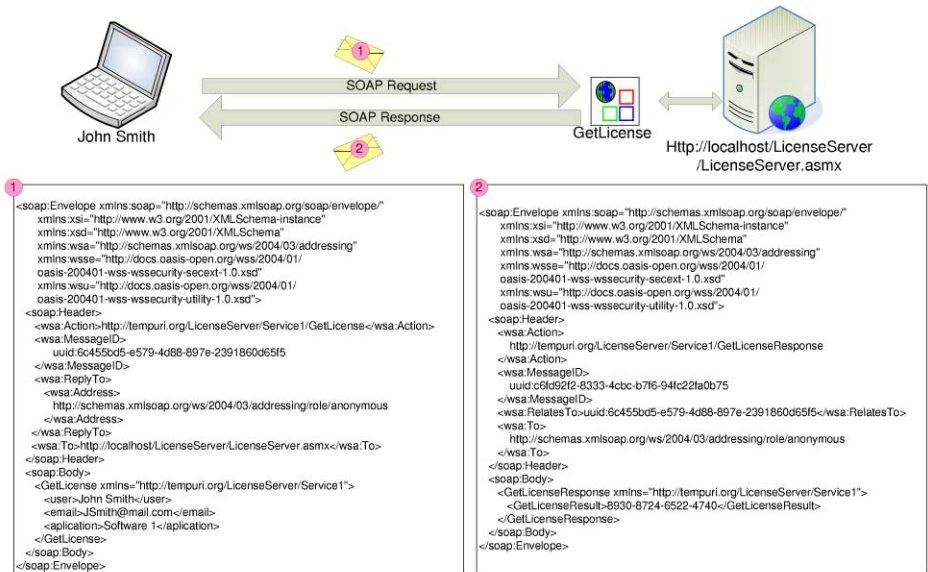 1
SOAP Request
SOAP Response
2
John Smith
GetLicense
Http://localhost/LicenseServer
/LicenseServer.asmx
1
<soap:Envelope xmlns:soap="http://schemas.xmlsoap.org/soap/envelope/"
xmlns:xsi="http://www.w3.org/2001/XMLSchema-instance"
xmlns:xsd="http://www.w3.org/2001/XMLSchema"
xmlns:wsa="http://schemas.xmlsoap.org/ws/2004/03/addressing"
xmlns:wsse="http://docs.oasis-open.org/wss/2004/01/
oasis-200401-wss-wssecurity-secext-1.0.xsd"
xmlns:wsu="http://docs.oasis-open.org/wss/2004/01/
oasis-200401-wss-wssecurity-utility-1.0.xsd">
<soap:Header>
<wsa:Action>http://tempuri.org/LicenseServer/Service1/GetLicense</wsa:Action>
<wsa:MessageID>
uuid:6c455bd5-e579-4d88-897e-2391860d65f5
</wsa:MessageID>
<wsa:ReplyTo>
<wsa:Address>
http://schemas.xmlsoap.org/ws/2004/03/addressing/role/anonymous
</wsa:Address>
</wsa:ReplyTo>
<wsa:To>http://localhost/LicenseServer/LicenseServer.asmx</wsa:To>
</soap:Header>
<soap:Body>
<GetLicense xmlns="http://tempuri.org/LicenseServer/Service1">
<user>John Smith</user>
<email>JSmith@mail.com</email>
<aplication>Software 1</aplication>
</GetLicense>
</soap:Body>
</soap:Envelope>
2
<soap:Envelope xmlns:soap="http://schemas.xmlsoap.org/soap/envelope/"
xmlns:xsi="http://www.w3.org/2001/XMLSchema-instance"
xmlns:xsd="http://www.w3.org/2001/XMLSchema"
xmlns:wsa="http://schemas.xmlsoap.org/ws/2004/03/addressing"
xmlns:wsse="http://docs.oasis-open.org/wss/2004/01/
oasis-200401-wss-wssecurity-secext-1.0.xsd"
xmlns:wsu="http://docs.oasis-open.org/wss/2004/01/
oasis-200401-wss-wssecurity-utility-1.0.xsd">
<soap:Header>
<wsa:Action>
http://tempuri.org/LicenseServer/Service1/GetLicenseResponse
</wsa:Action>
<wsa:MessageID>
uuid:c6fd92f2-8333-4cbc-b7f6-94fc22fa0b75
</wsa:MessageID>
<wsa:RelatesTo>uuid:6c455bd5-e579-4d88-897e-2391860d65f5</wsa:RelatesTo>
<wsa:To>
http://schemas.xmlsoap.org/ws/2004/03/addressing/role/anonymous
</wsa:To>
</soap:Header>
<soap:Body>
<GetLicenseResponse xmlns="http://tempuri.org/LicenseServer/Service1">
<GetLicenseResult>8930-8724-6522-4740</GetLicenseResult>
</GetLicenseResponse>
</soap:Body>
</soap:Envelope>